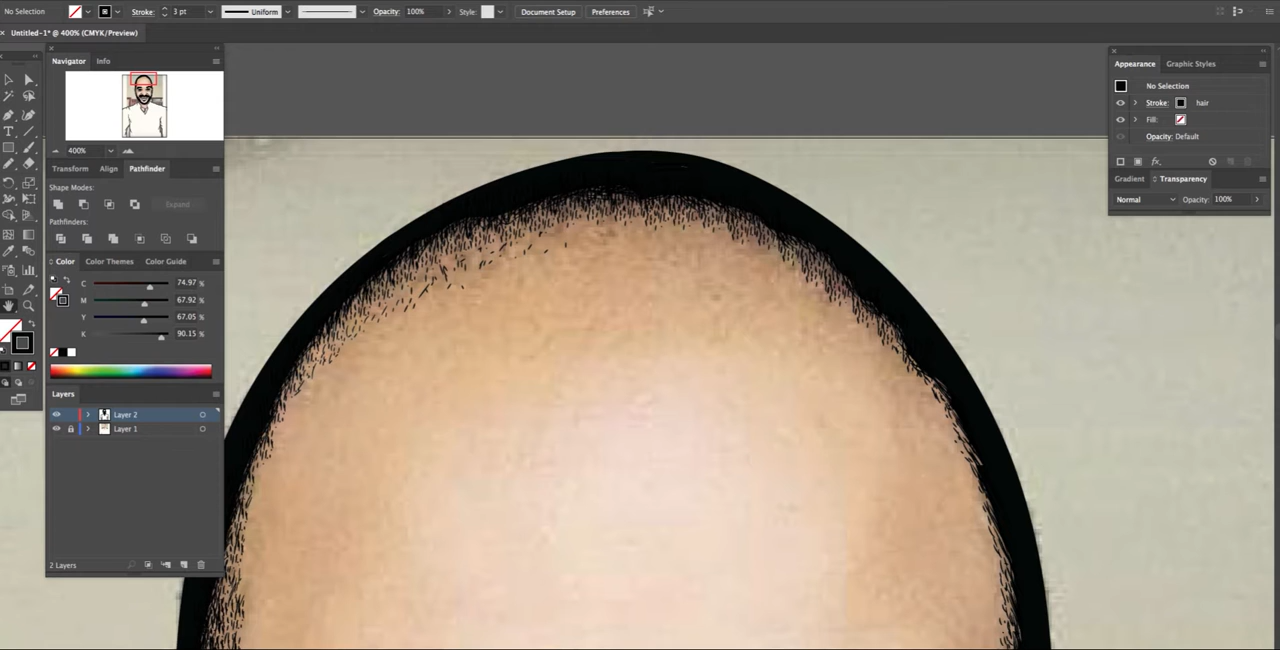 No Selection Stroke: 3 pt Uniform Opacity: 100% Style: Document Setup Preferences
Untitled-1* @ 400% (CMYK/Preview)
Navigator Info
400%
Transform Align Pathfinder
Shape Modes:
Expand
Pathfinders:
Color Color Themes Color Guide
C 74.97 %
M 67.92 %
Y 67.05 %
K 90.15 %
Layers
Layer 2
Layer 1
2 Layers
Appearance Graphic Styles
No Selection
Stroke: hair
Fill:
Opacity: Default
fx
Gradient Transparency
Normal Opacity: 100%